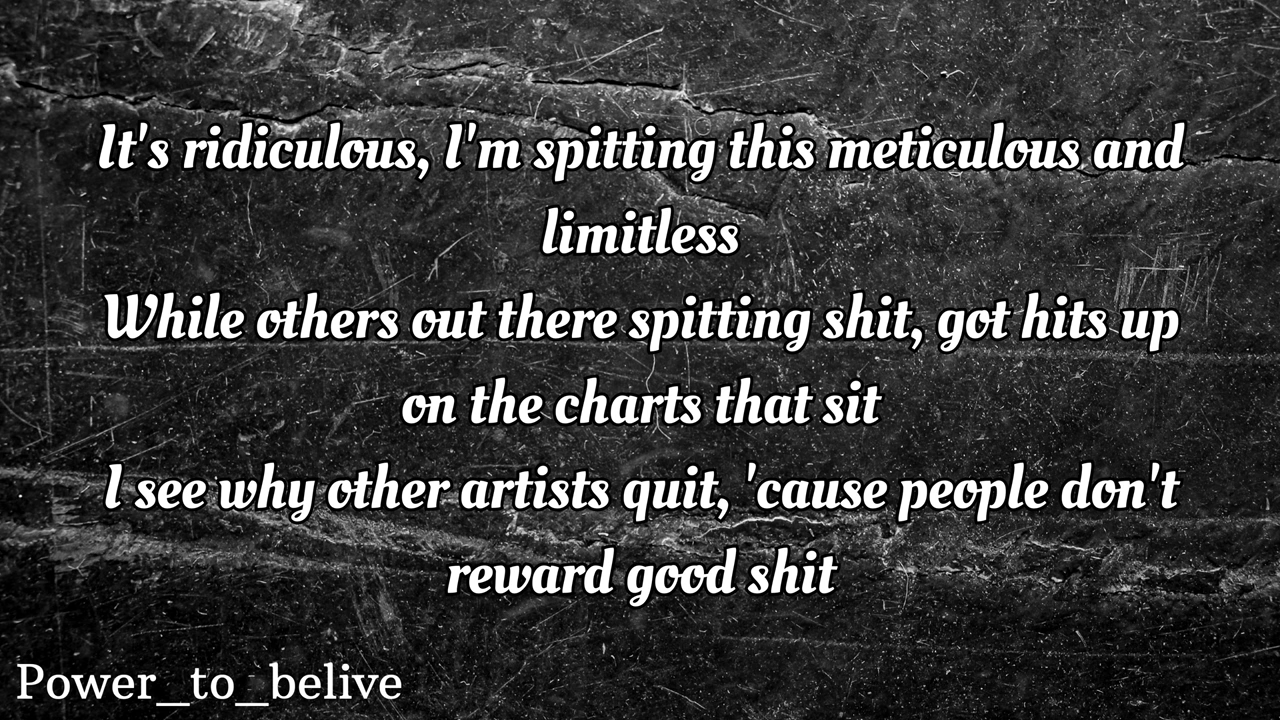 It's ridiculous, I'm spitting this meticulous and
limitless
While others out there spitting shit, got hits up
on the charts that sit
I see why other artists quit, 'cause people don't
reward good shit
Power_to_belive